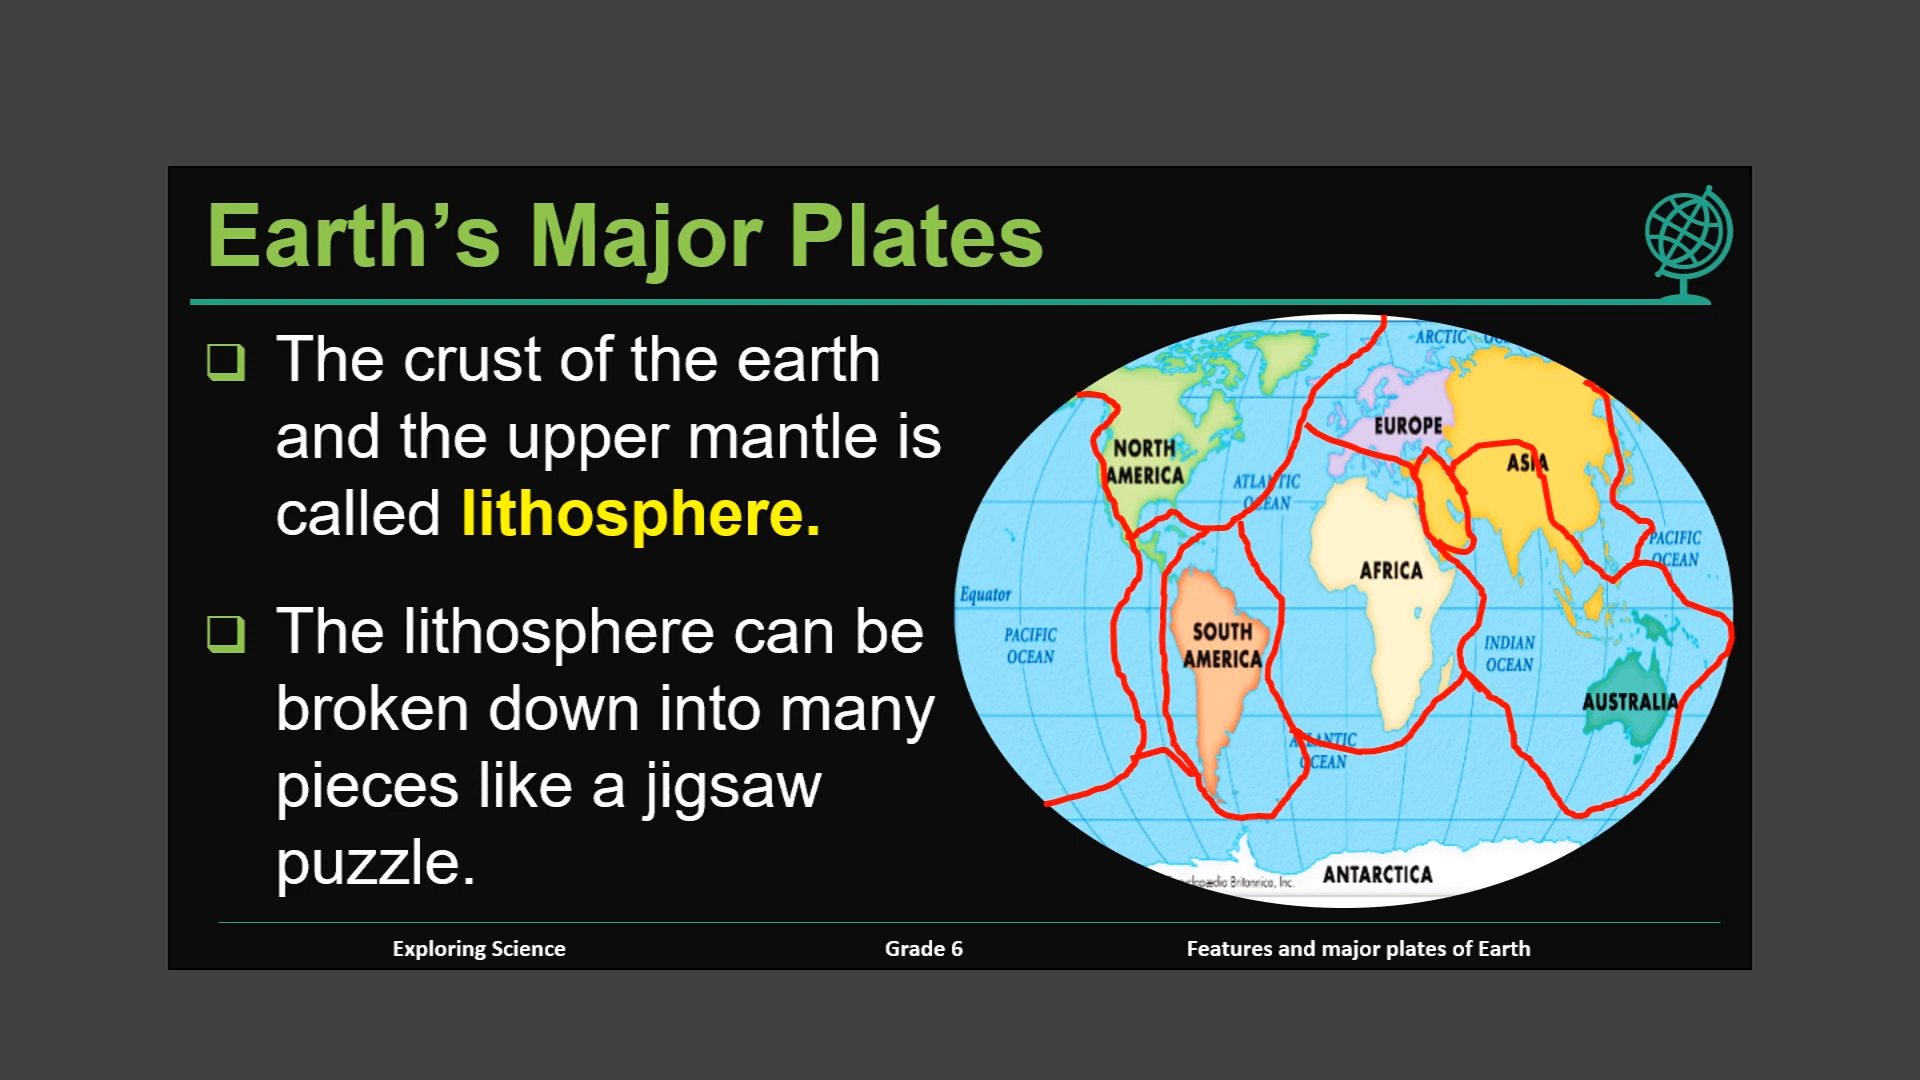 Earth's Major Plates
The crust of the earth
and the upper mantle is
called lithosphere.
The lithosphere can be
broken down into many
pieces like a jigsaw
puzzle.
ARCTIC
EUROPE
NORTH
AMERICA
ASIA
ATLANTIC
OCEAN
PACIFIC
OCEAN
AFRICA
Equator
PACIFIC
OCEAN
SOUTH
AMERICA
INDIAN
OCEAN
AUSTRALIA
ATLANTIC
OCEAN
ANTARCTICA
Britannica, Inc.
Exploring Science
Grade 6
Features and major plates of Earth